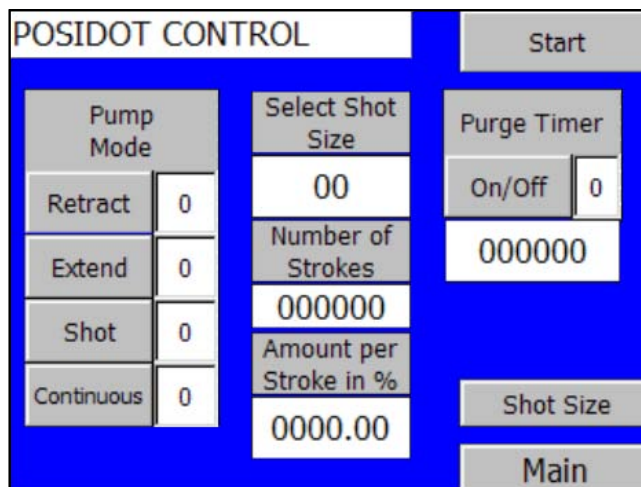 POSIDOT CONTROL
Start
Pump
Mode
Retract 0
Extend 0
Shot 0
Continuous 0
Select Shot
Size
00
Number of
Strokes
000000
Amount per
Stroke in %
0000.00
Purge Timer
On/Off 0
000000
Shot Size
Main